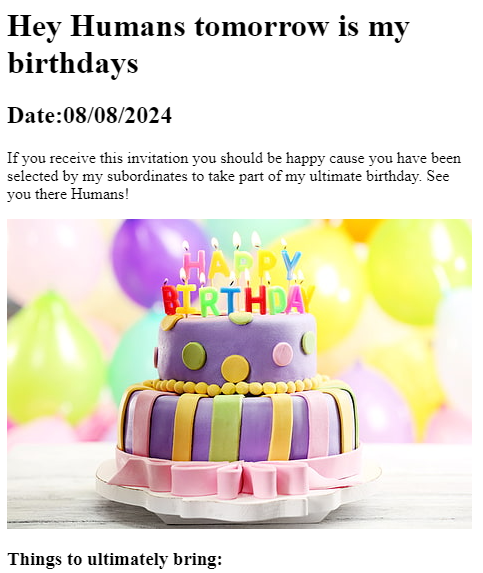 Hey Humans tomorrow is my
birthdays
Date:08/08/2024
If you receive this invitation you should be happy cause you have been
selected by my subordinates to take part of my ultimate birthday. See
you there Humans!
HAPPY
BIRTHDAY
Things to ultimately bring: